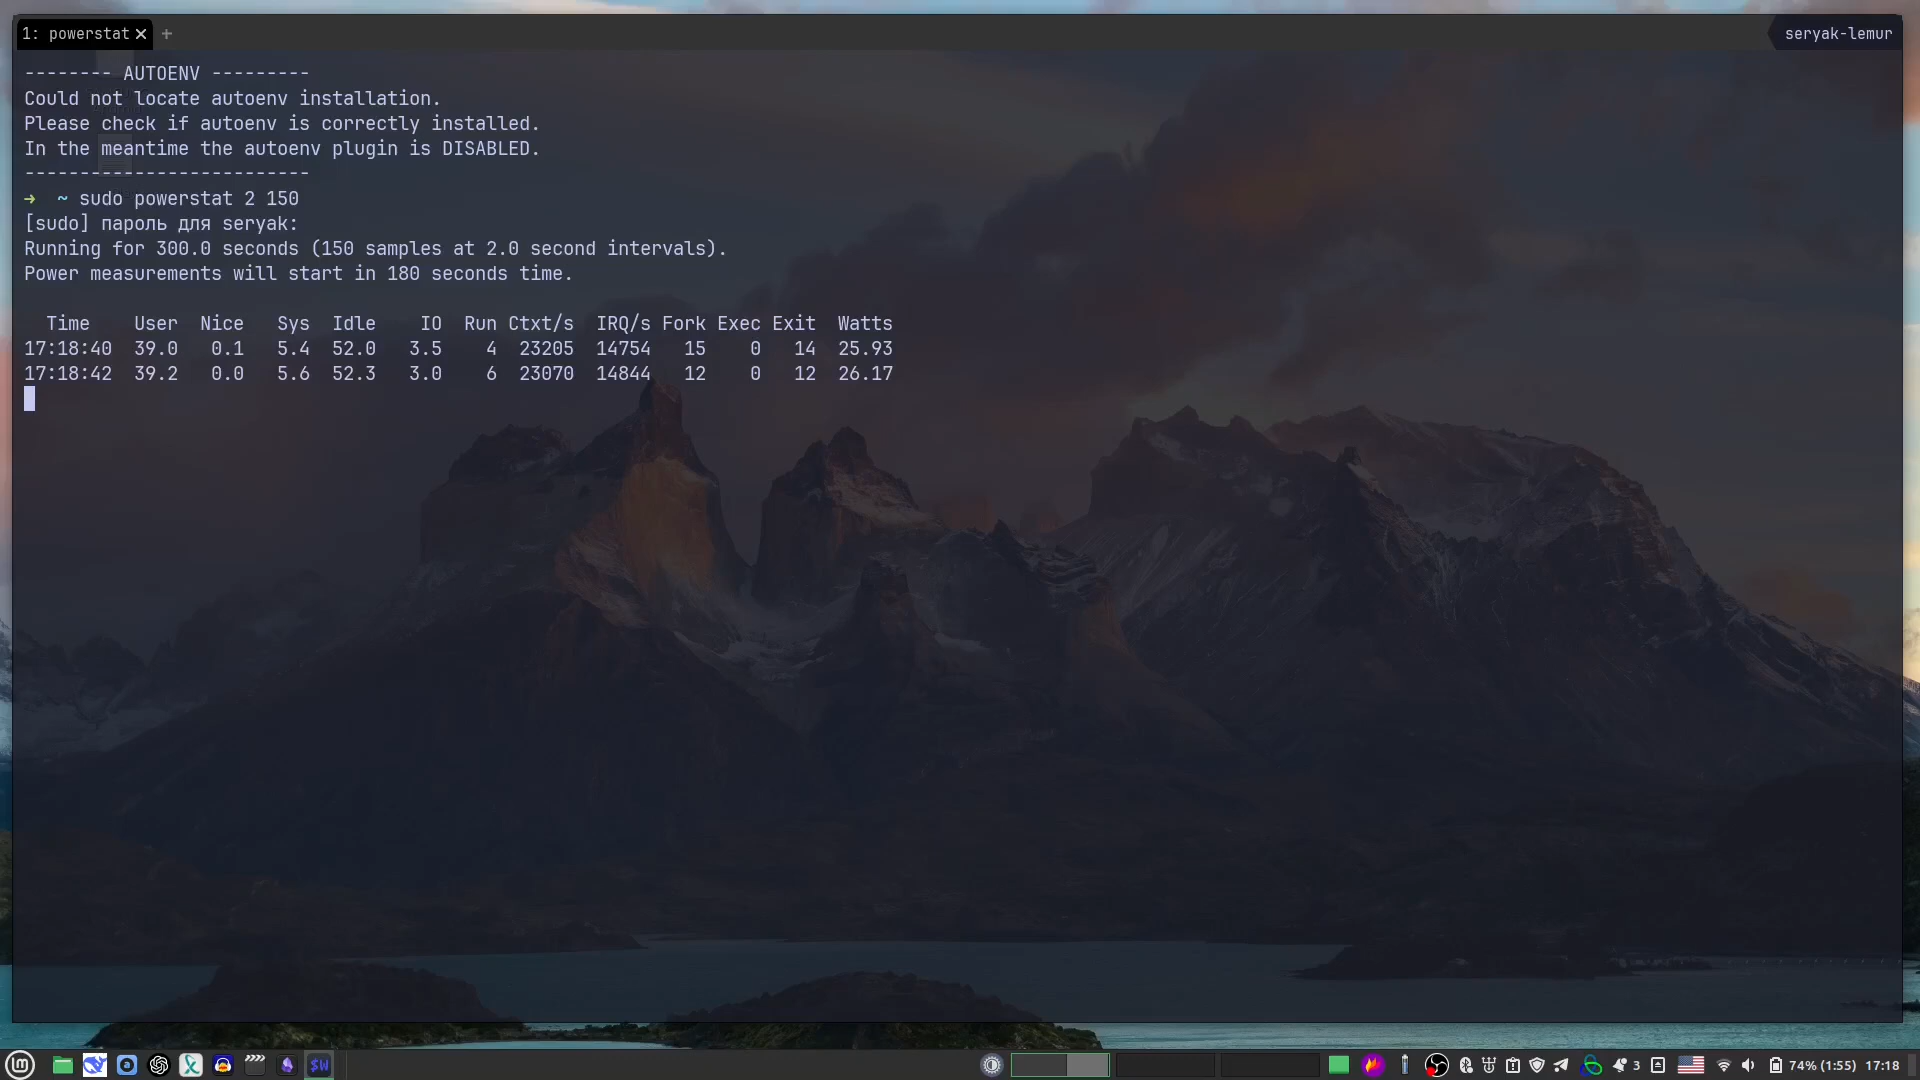 1: powerstat
seryak-lemur
-------- AUTOENV ---------
Could not locate autoenv installation.
Please check if autoenv is correctly installed.
In the meantime the autoenv plugin is DISABLED.
--------------------------
➜ ~ sudo powerstat 2 150
[sudo] пароль для seryak:
Running for 300.0 seconds (150 samples at 2.0 second intervals).
Power measurements will start in 180 seconds time.
Time User Nice Sys Idle IO Run Ctxt/s IRQ/s Fork Exec Exit Watts
17:18:40 39.0 0.1 5.4 52.0 3.5 4 23205 14754 15 0 14 25.93
17:18:42 39.2 0.0 5.6 52.3 3.0 6 23070 14844 12 0 12 26.17
$W 3 74% (1:55) 17:18